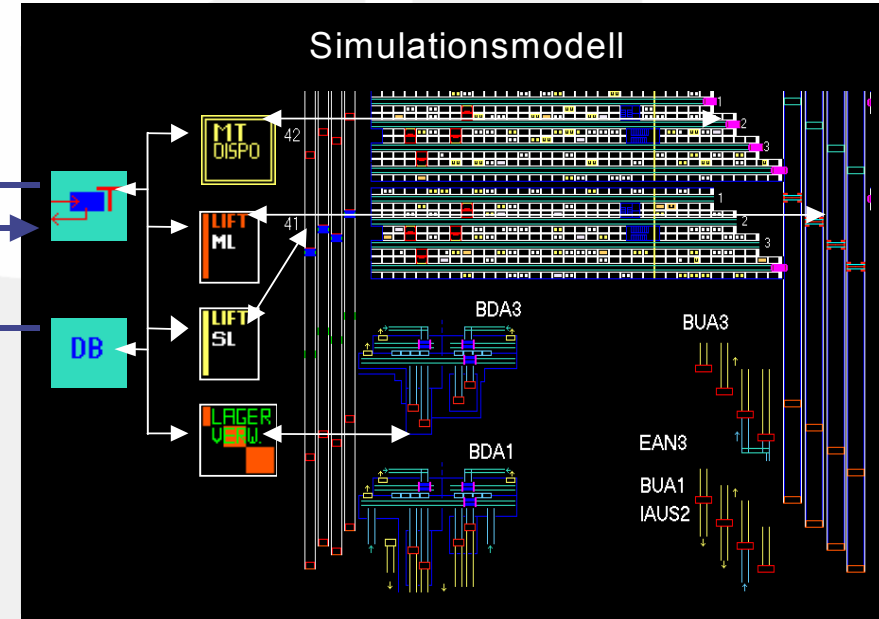 Simulationsmodell
MT
DISPO
42
1
2
3
T
LIFT
ML
41
1
2
3
DB
LIFT
SL
BDA3
BUA3
LAGER
VERW.
BDA1
EAN3
BUA1
IAUS2